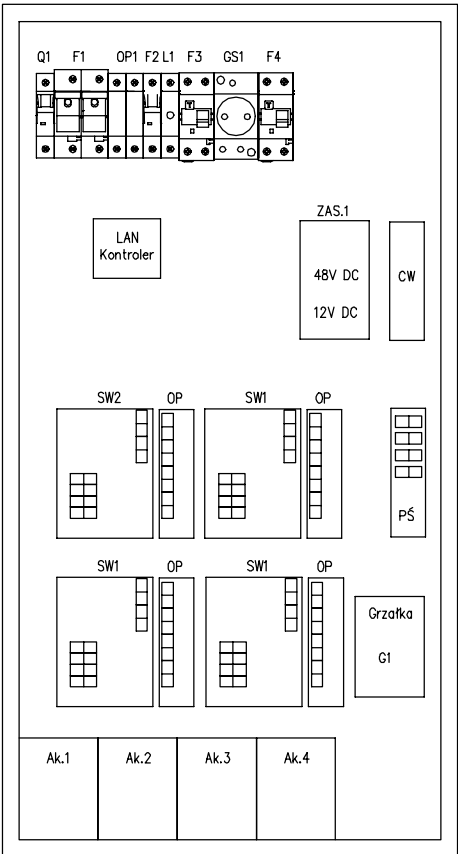 Q1 F1 OP1 F2 L1 F3 GS1 F4
LAN
Kontroler
ZAS.1
48V DC
12V DC
CW
SW2 OP SW1 OP
PŚ
SW1 OP SW1 OP
Grzałka
G1
Ak.1 Ak.2 Ak.3 Ak.4